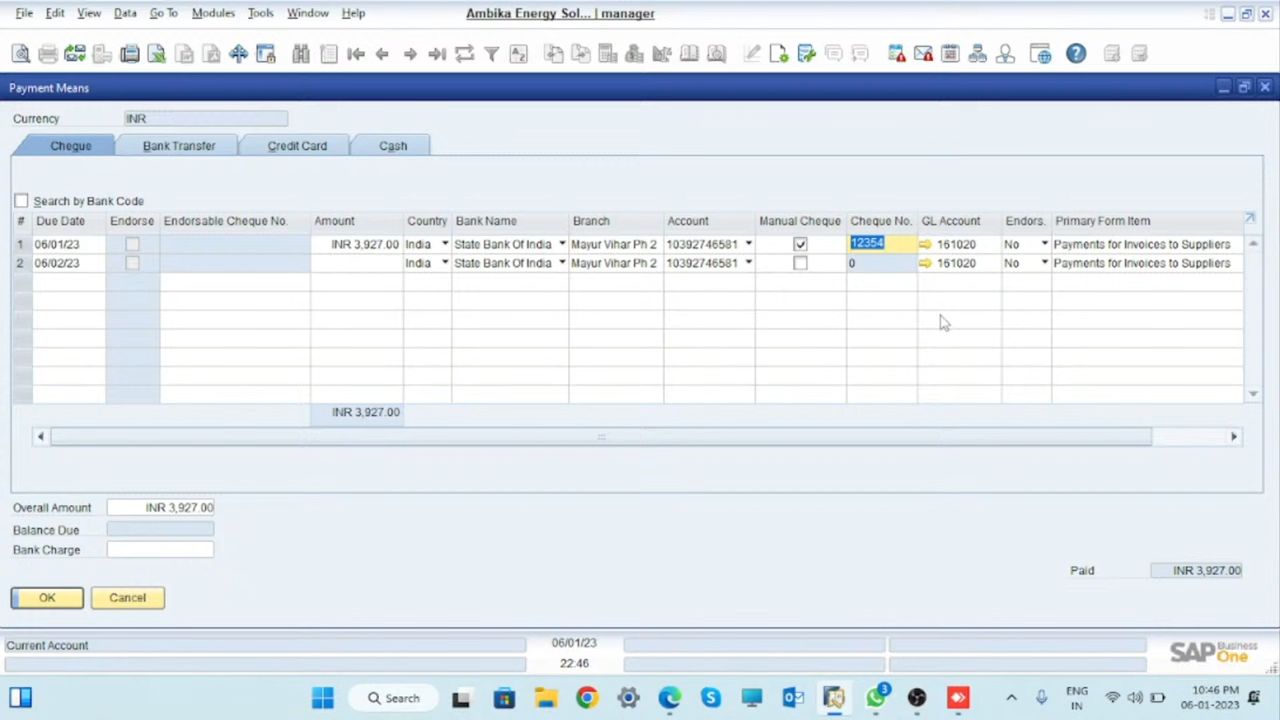 File Edit View Data Go To Modules Tools Window Help Ambika Energy Sol... | manager
Payment Means
Currency INR
Cheque Bank Transfer Credit Card Cash
Search by Bank Code
# Due Date Endorse Endorsable Cheque No. Amount Country Bank Name Branch Account Manual Cheque Cheque No. GL Account Endors. Primary Form Item
1 06/01/23 INR 3,927.00 India State Bank Of India Mayur Vihar Ph 2 10392746581 12354 161020 No Payments for Invoices to Suppliers
2 06/02/23 India State Bank Of India Mayur Vihar Ph 2 10392746581 0 161020 No Payments for Invoices to Suppliers
INR 3,927.00
Overall Amount INR 3,927.00
Balance Due
Bank Charge
Paid INR 3,927.00
OK Cancel
Current Account 06/01/23
22:46
SAP Business One
Search 3 ENG IN 10:46 PM 06-01-2023